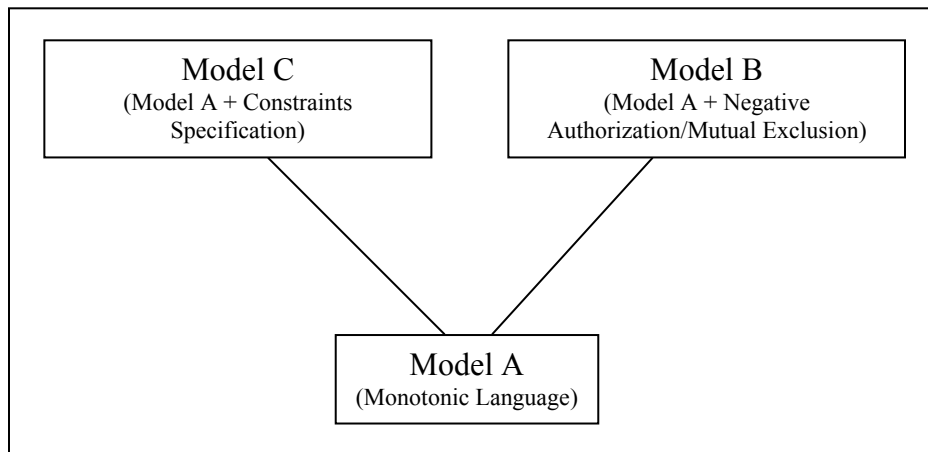 Model C
(Model A + Constraints
Specification)
Model B
(Model A + Negative
Authorization/Mutual Exclusion)
Model A
(Monotonic Language)